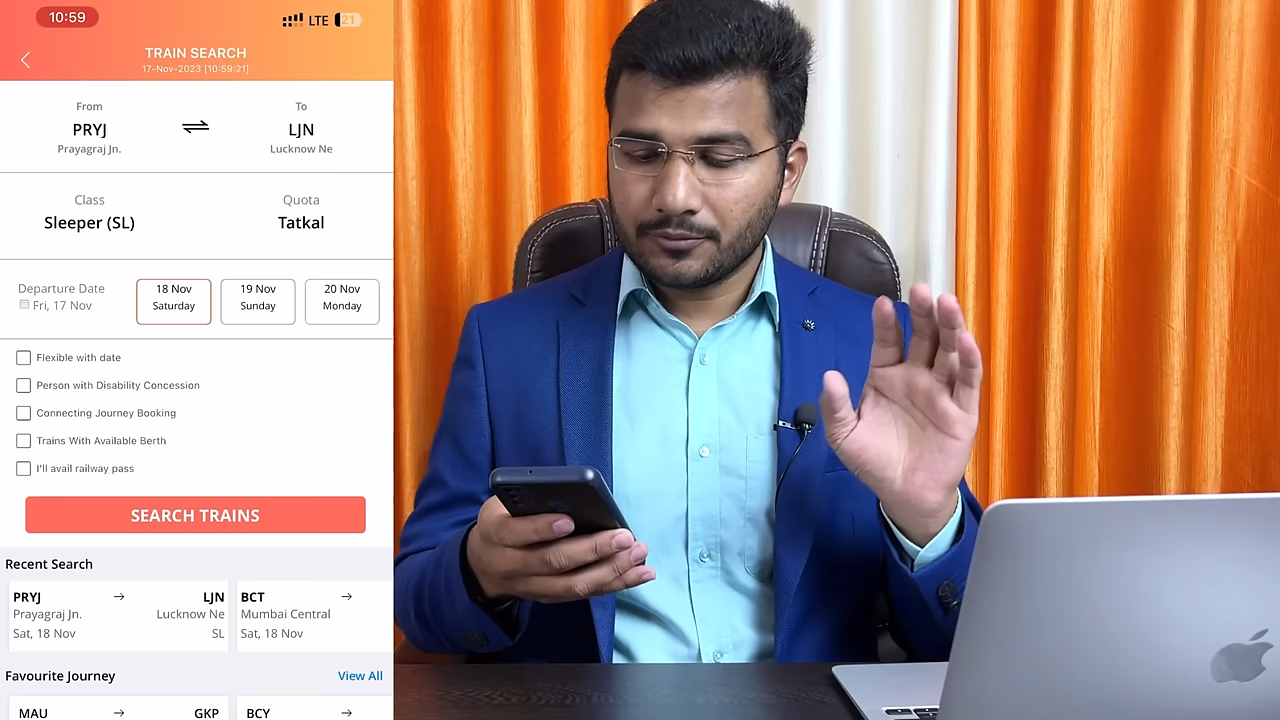 10:59
LTE 21
TRAIN SEARCH
17-Nov-2023 [10:59:21]
From
To
PRYJ
LJN
Prayagraj Jn.
Lucknow Ne
Class
Quota
Sleeper (SL)
Tatkal
Departure Date
Fri, 17 Nov
18 Nov
Saturday
19 Nov
Sunday
20 Nov
Monday
Flexible with date
Person with Disability Concession
Connecting Journey Booking
Trains With Available Berth
I'll avail railway pass
SEARCH TRAINS
Recent Search
PRYJ → LJN
Prayagraj Jn. Lucknow Ne
Sat, 18 Nov SL
BCT →
Mumbai Central
Sat, 18 Nov
Favourite Journey
View All
MAU → GKP
BCY →